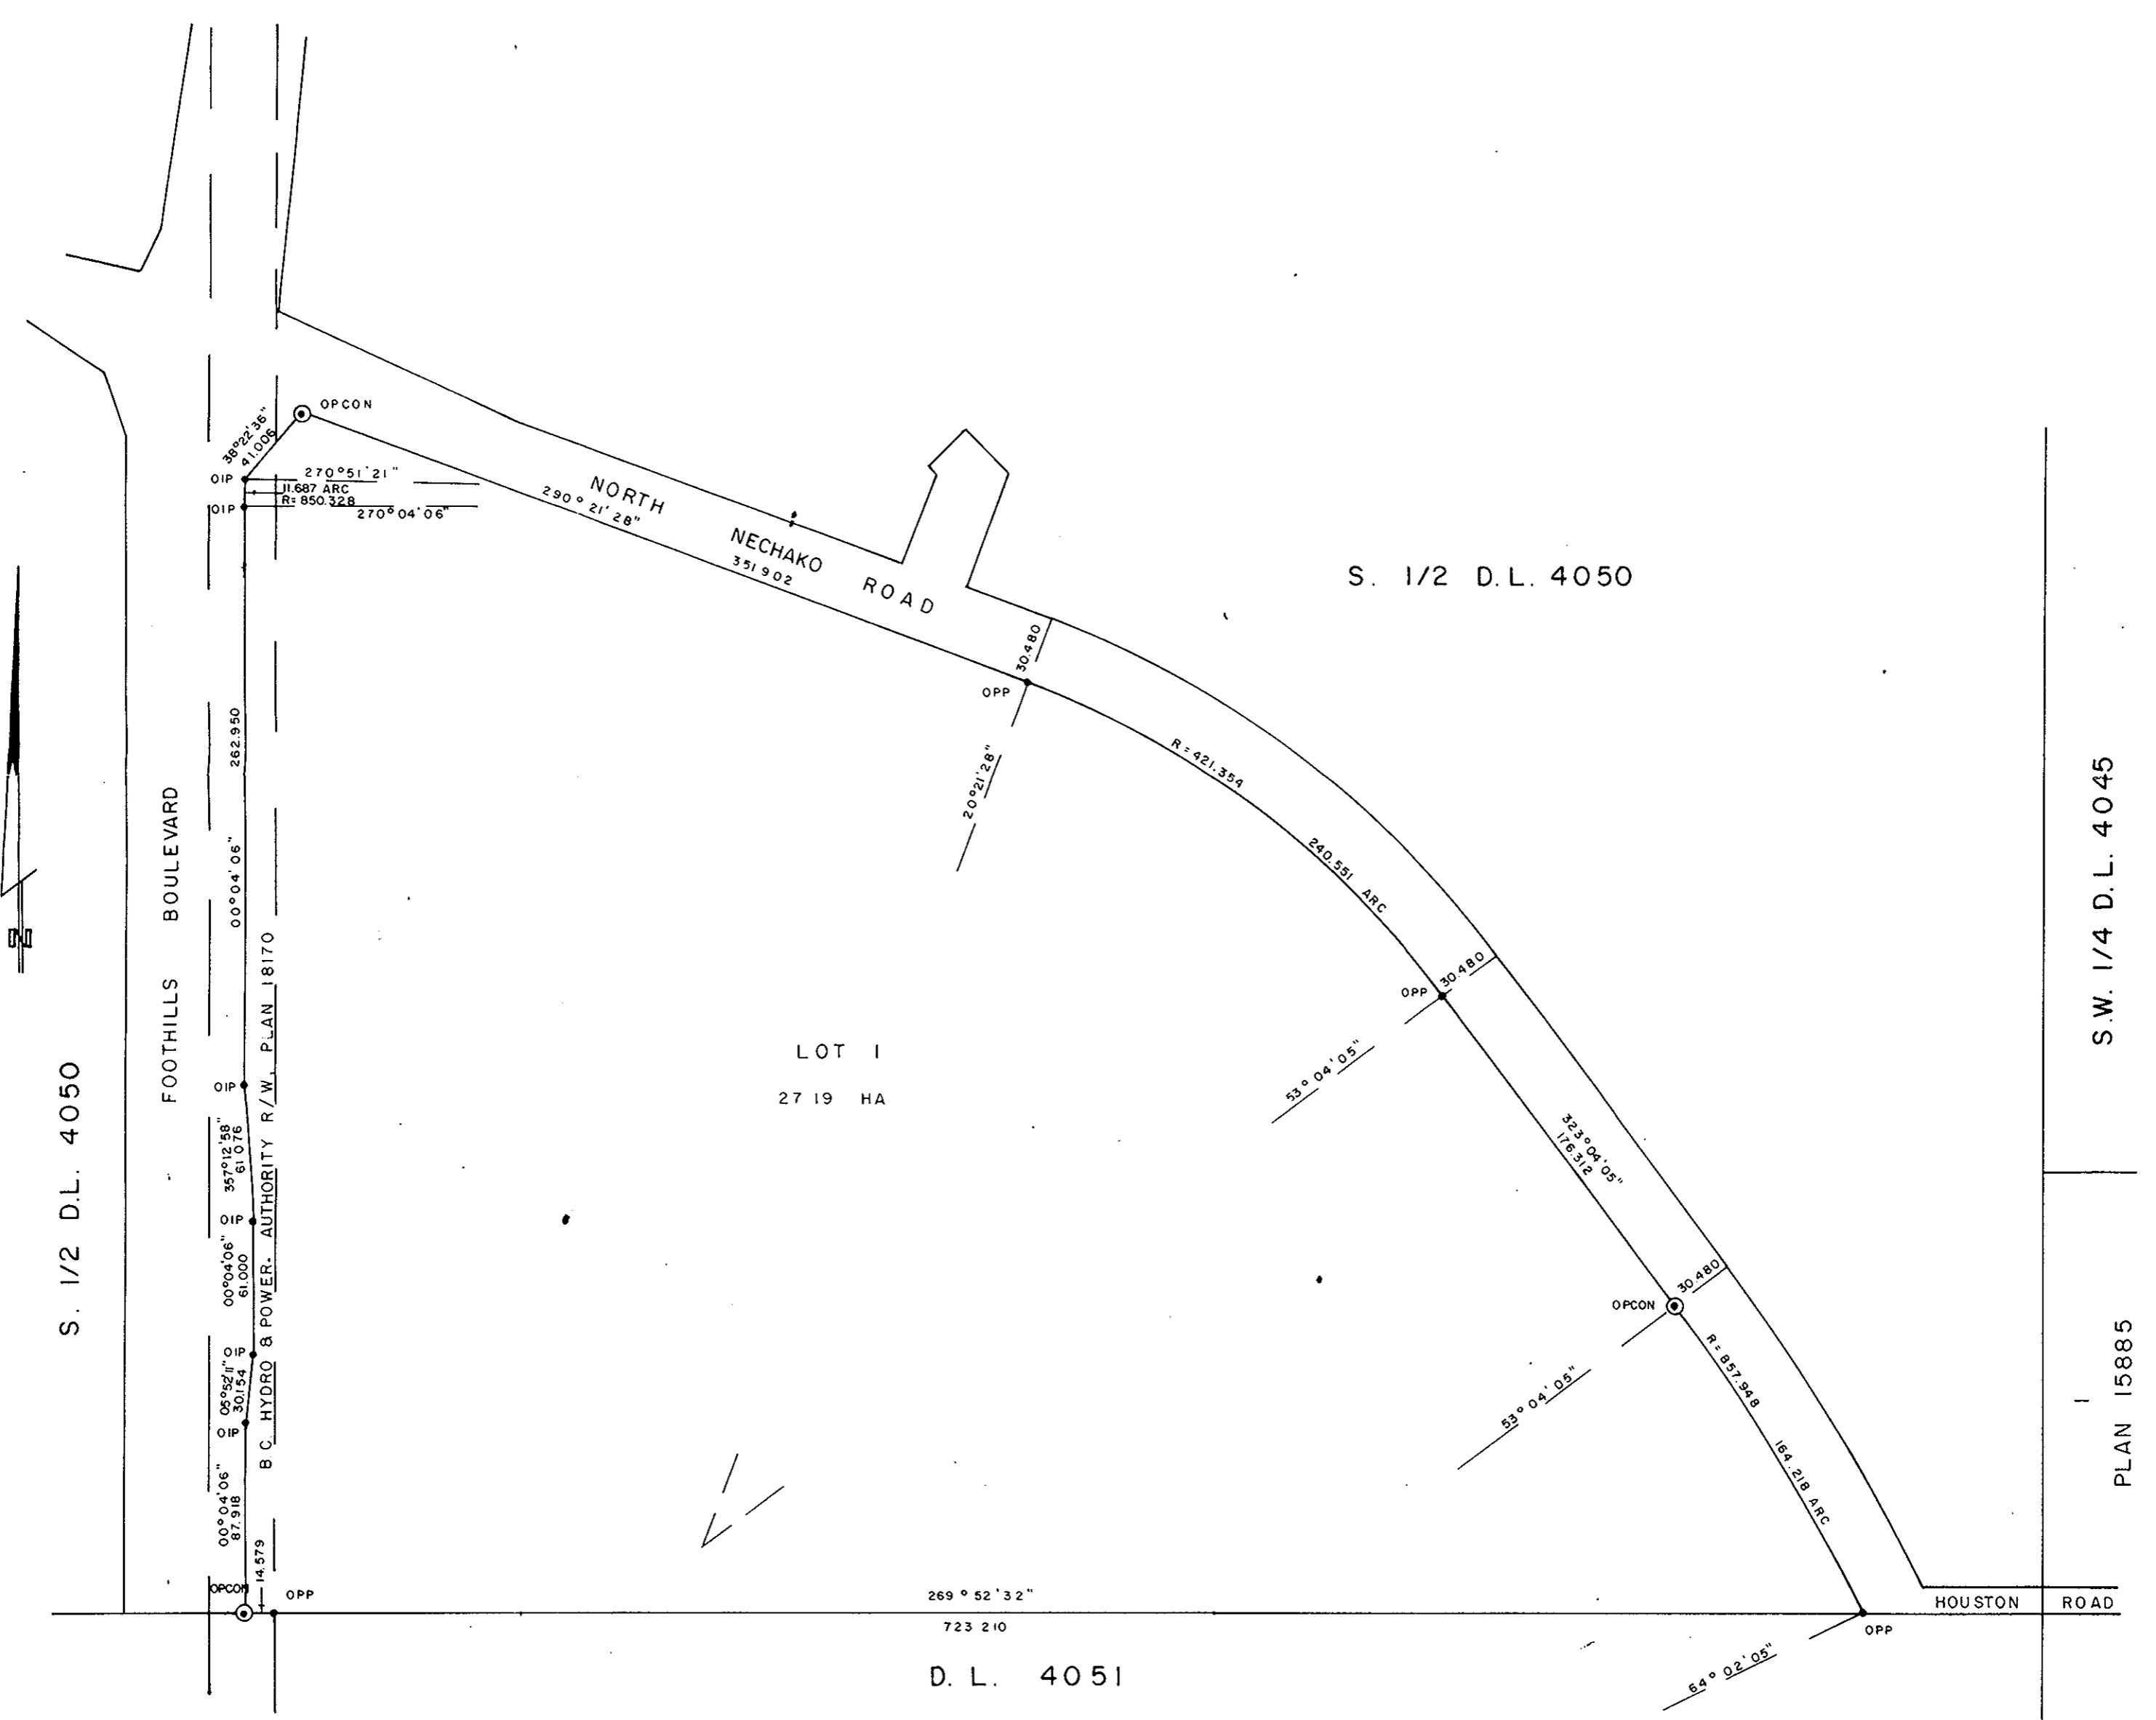 OPCON
38°22'36"
41.006
OIP
270°51'21"
11.687 ARC
R=850.328
OIP
270°04'06"
NORTH
NECHAKO
ROAD
290° 21' 28"
351 902
S. 1/2 D.L. 4050
30.480
OPP
20°21'28"
R = 421.354
240.551 ARC
262.950
00°04'06"
FOOTHILLS BOULEVARD
B.C. HYDRO & POWER. AUTHORITY R/W, PLAN 18170
S.W. 1/4 D.L. 4045
30.480
OPP
53° 04' 05"
LOT 1
27 19 HA
OIP
357°12'58"
61 076
S. 1/2 D.L. 4050
323°04'05"
176.312
OIP
00°04'06"
61.000
30.480
OPCON
53° 04' 05"
R = 857.948
164.218 ARC
PLAN 15885
1
OIP
05°52'11"
30.154
OIP
00°04'06"
87.918
14.579
OPCON
OPP
269° 52' 32"
723 210
HOUSTON ROAD
OPP
64° 02' 05"
D. L. 4051